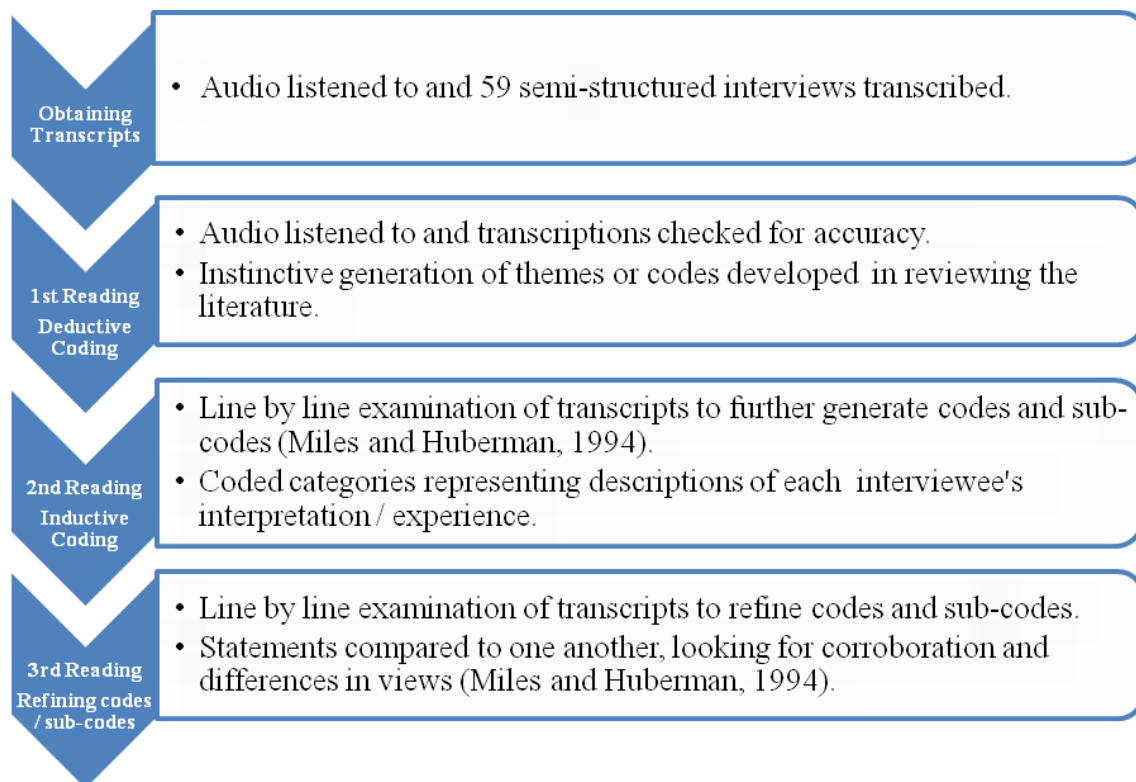 Obtaining
Transcripts
• Audio listened to and 59 semi-structured interviews transcribed.
1st Reading
Deductive
Coding
• Audio listened to and transcriptions checked for accuracy.
• Instinctive generation of themes or codes developed in reviewing the
literature.
2nd Reading
Inductive
Coding
• Line by line examination of transcripts to further generate codes and sub-
codes (Miles and Huberman, 1994).
• Coded categories representing descriptions of each interviewee's
interpretation / experience.
3rd Reading
Refining codes
/ sub-codes
• Line by line examination of transcripts to refine codes and sub-codes.
• Statements compared to one another, looking for corroboration and
differences in views (Miles and Huberman, 1994).